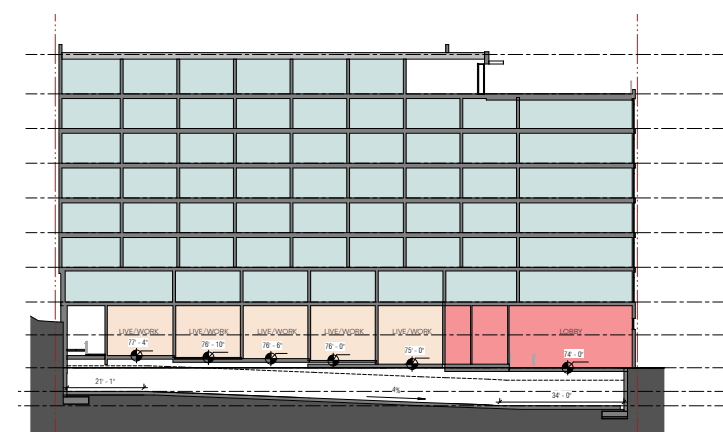 LIVE/WORK LIVE/WORK LIVE/WORK LIVE/WORK LIVE/WORK LOBBY
77' - 4" 76' - 10" 76' - 6" 76' - 0" 75' - 0" 74' - 0"
21' - 1" 4% 34' - 0"